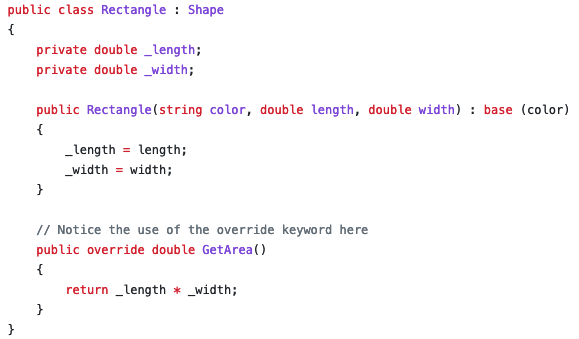 public class Rectangle : Shape
{
    private double _length;
    private double _width;

    public Rectangle(string color, double length, double width) : base (color)
    {
        _length = length;
        _width = width;
    }

    // Notice the use of the override keyword here
    public override double GetArea()
    {
        return _length * _width;
    }
}